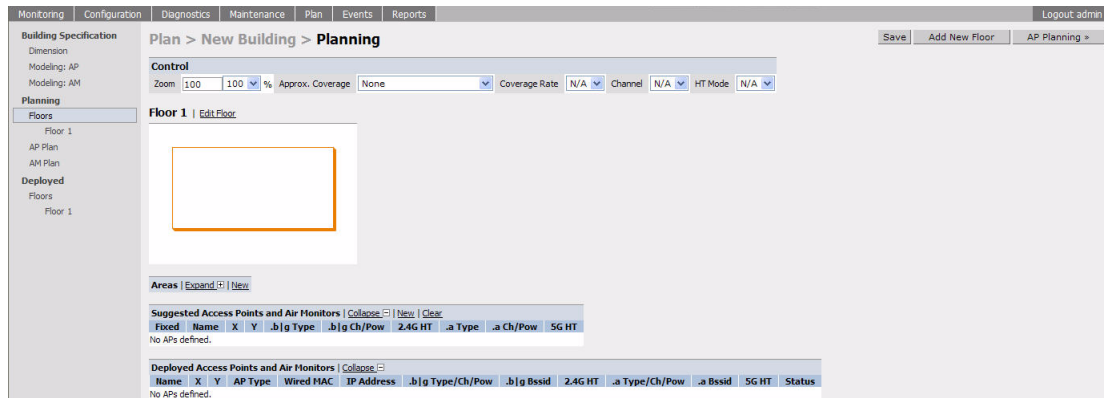 Monitoring Configuration Diagnostics Maintenance Plan Events Reports Logout admin
Building Specification
Dimension
Modeling: AP
Modeling: AM
Planning
Floors
Floor 1
AP Plan
AM Plan
Deployed
Floors
Floor 1
Plan > New Building > Planning
Save Add New Floor AP Planning »
Control
Zoom 100 100 % Approx. Coverage None Coverage Rate N/A Channel N/A HT Mode N/A
Floor 1 | Edit Floor
Areas | Expand | New
Suggested Access Points and Air Monitors | Collapse | New | Clear
Fixed Name X Y .b|g Type .b|g Ch/Pow 2.4G HT .a Type .a Ch/Pow 5G HT
No APs defined.
Deployed Access Points and Air Monitors | Collapse
Name X Y AP Type Wired MAC IP Address .b|g Type/Ch/Pow .b|g Bssid 2.4G HT .a Type/Ch/Pow .a Bssid 5G HT Status
No APs defined.